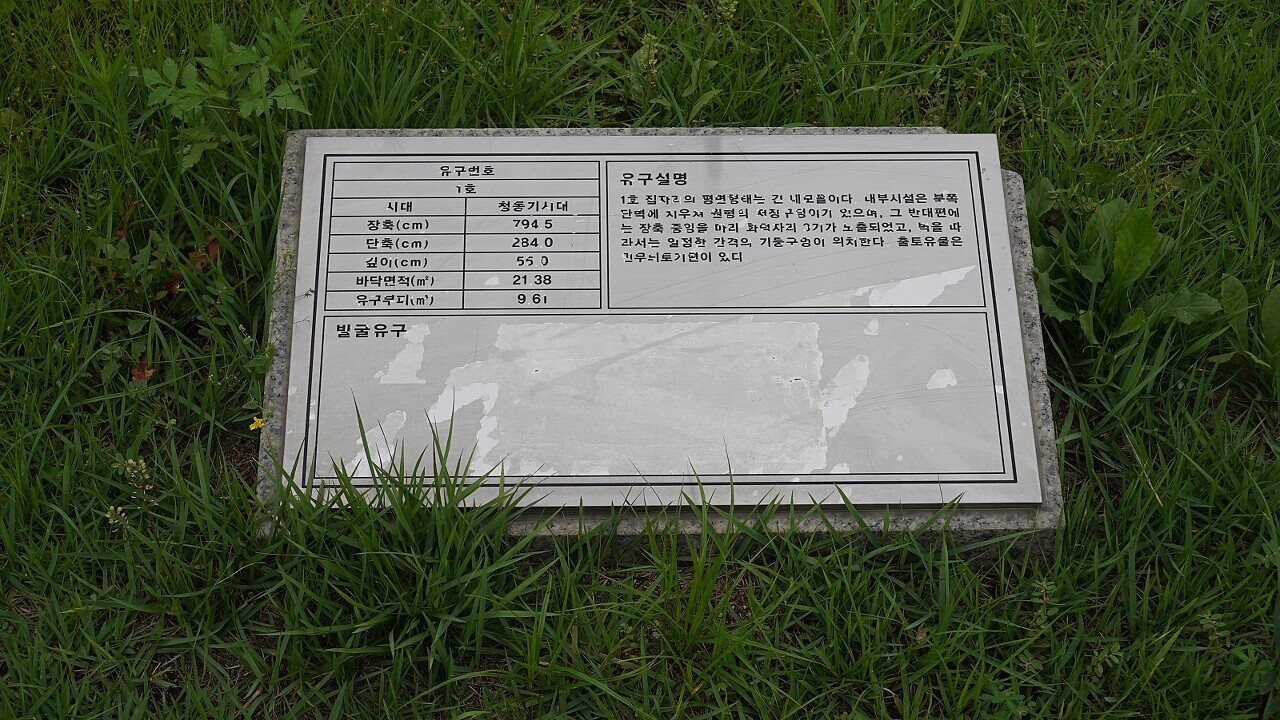 유구번호
1호
시대 청동기시대
장축(cm) 794.5
단축(cm) 284.0
깊이(cm) 55.0
바닥면적(㎡) 21.38
유구부피(㎥) 9.61
유구설명
1호 집자리의 평면형태는 긴 네모꼴이다. 내부시설은 북쪽
단벽에 치우쳐 원형의 저장구멍이 있으며, 그 반대편에
는 장축 중앙을 따라 화덕자리 3기가 노출되었고, 벽을 따
라서는 일정한 간격의 기둥구멍이 위치한다. 출토유물은
민무늬토기편이 있다.
발굴유구